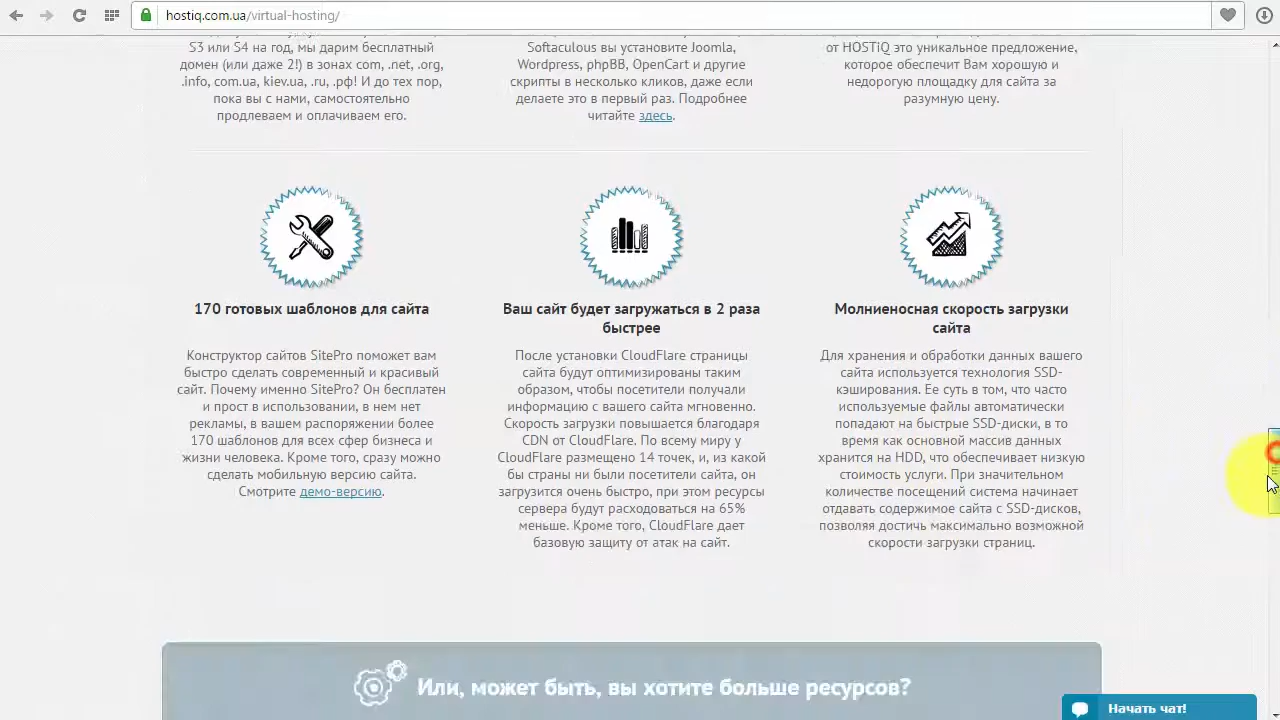 hostiq.com.ua/virtual-hosting/
S3 или S4 на год, мы дарим бесплатный
домен (или даже 2!) в зонах com, .net, .org,
.info, com.ua, kiev.ua, .ru, .рф! И до тех пор,
пока вы с нами, самостоятельно
продлеваем и оплачиваем его.
Softaculous вы установите Joomla,
Wordpress, phpBB, OpenCart и другие
скрипты в несколько кликов, даже если
делаете это в первый раз. Подробнее
читайте здесь.
от HOSTiQ это уникальное предложение,
которое обеспечит Вам хорошую и
недорогую площадку для сайта за
разумную цену.
170 готовых шаблонов для сайта
Конструктор сайтов SitePro поможет вам
быстро сделать современный и красивый
сайт. Почему именно SitePro? Он бесплатен
и прост в использовании, в нем нет
рекламы, в вашем распоряжении более
170 шаблонов для всех сфер бизнеса и
жизни человека. Кроме того, сразу можно
сделать мобильную версию сайта.
Смотрите демо-версию.
Ваш сайт будет загружаться в 2 раза
быстрее
После установки CloudFlare страницы
сайта будут оптимизированы таким
образом, чтобы посетители получали
информацию с вашего сайта мгновенно.
Скорость загрузки повышается благодаря
CDN от CloudFlare. По всему миру у
CloudFlare размещено 14 точек, и, из какой
бы страны ни были посетители сайта, он
загрузится очень быстро, при этом ресурсы
сервера будут расходоваться на 65%
меньше. Кроме того, CloudFlare дает
базовую защиту от атак на сайт.
Молниеносная скорость загрузки
сайта
Для хранения и обработки данных вашего
сайта используется технология SSD-
кэширования. Ее суть в том, что часто
используемые файлы автоматически
попадают на быстрые SSD-диски, в то
время как основной массив данных
хранится на HDD, что обеспечивает низкую
стоимость услуги. При значительном
количестве посещений система начинает
отдавать содержимое сайта с SSD-дисков,
позволяя достичь максимально возможной
скорости загрузки страниц.
Или, может быть, вы хотите больше ресурсов?
Начать чат!